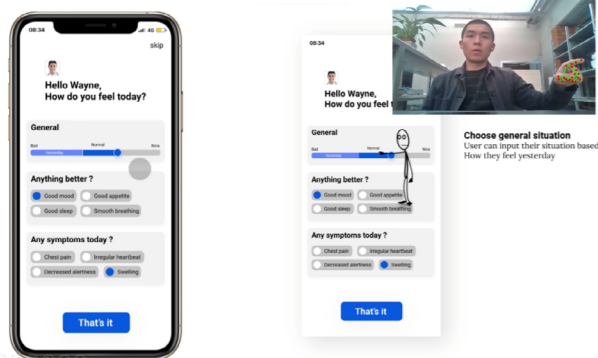 08:34
4G
skip
Hello Wayne,
How do you feel today?
General
Bad
Normal
Nice
Yesterday
Anything better ?
Good mood
Good appetite
Good sleep
Smooth breathing
Any symptoms today ?
Chest pain
Irregular heartbeat
Decreased alertness
Swelling
That's it
08:34
Hello Wayne,
How do you feel
General
Bad
Normal
Nice
Yesterday
Anything better ?
Good mood
Good appetite
Good sleep
Smooth breathing
Any symptoms today ?
Chest pain
Irregular heartbeat
Decreased alertness
Swelling
That's it
Choose general situation
User can input their situation based
How they feel yesterday